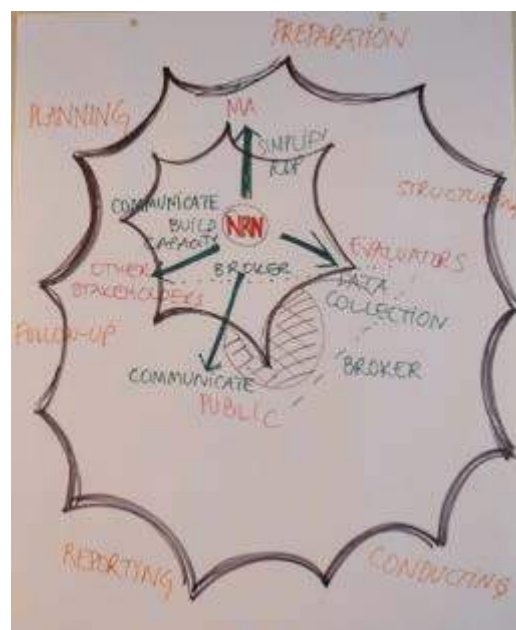 PREPARATION
PLANNING
MA
SIMPLIFY
STRUCTURING
COMMUNICATE
BUILD
CAPACITY
NRN
EVALUATORS
OTHER
STAKEHOLDERS
BROKER
DATA
COLLECTION
FOLLOW-UP
BROKER
COMMUNICATE
PUBLIC
REPORTING
CONDUCTING